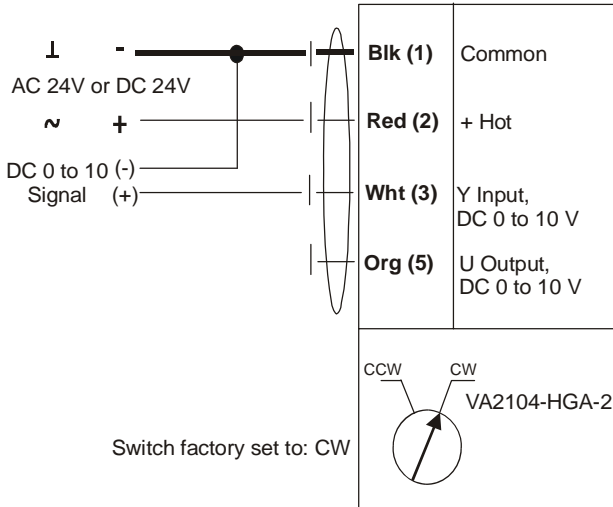 ⊥ - Blk (1) Common
AC 24V or DC 24V
~ + Red (2) + Hot
DC 0 to 10 (-)
Signal (+) Wht (3) Y Input,
DC 0 to 10 V
Org (5) U Output,
DC 0 to 10 V
CCW CW
VA2104-HGA-2
Switch factory set to: CW